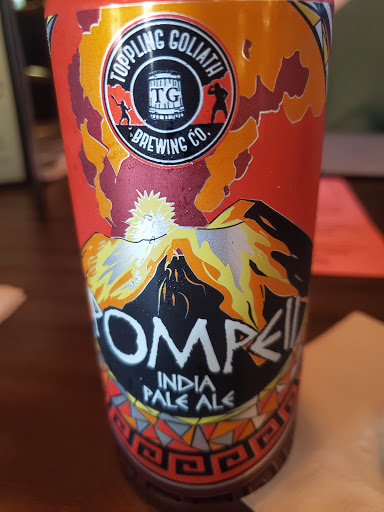 TOPPLING GOLIATH
TG
BREWING CO.
POMPEII
INDIA
PALE ALE